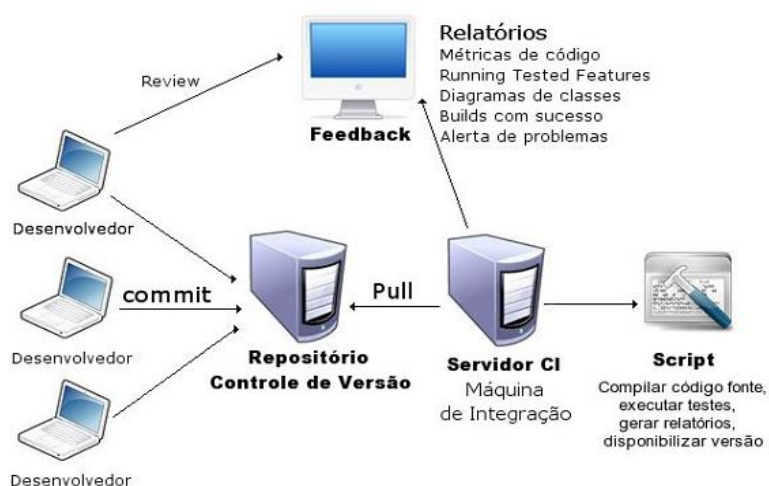 Relatórios
Métricas de código
Running Tested Features
Diagramas de classes
Builds com sucesso
Alerta de problemas
Review
Feedback
Desenvolvedor
commit
Pull
Desenvolvedor
Repositório
Controle de Versão
Servidor CI
Máquina
de Integração
Script
Compilar código fonte,
executar testes,
gerar relatórios,
disponibilizar versão
Desenvolvedor